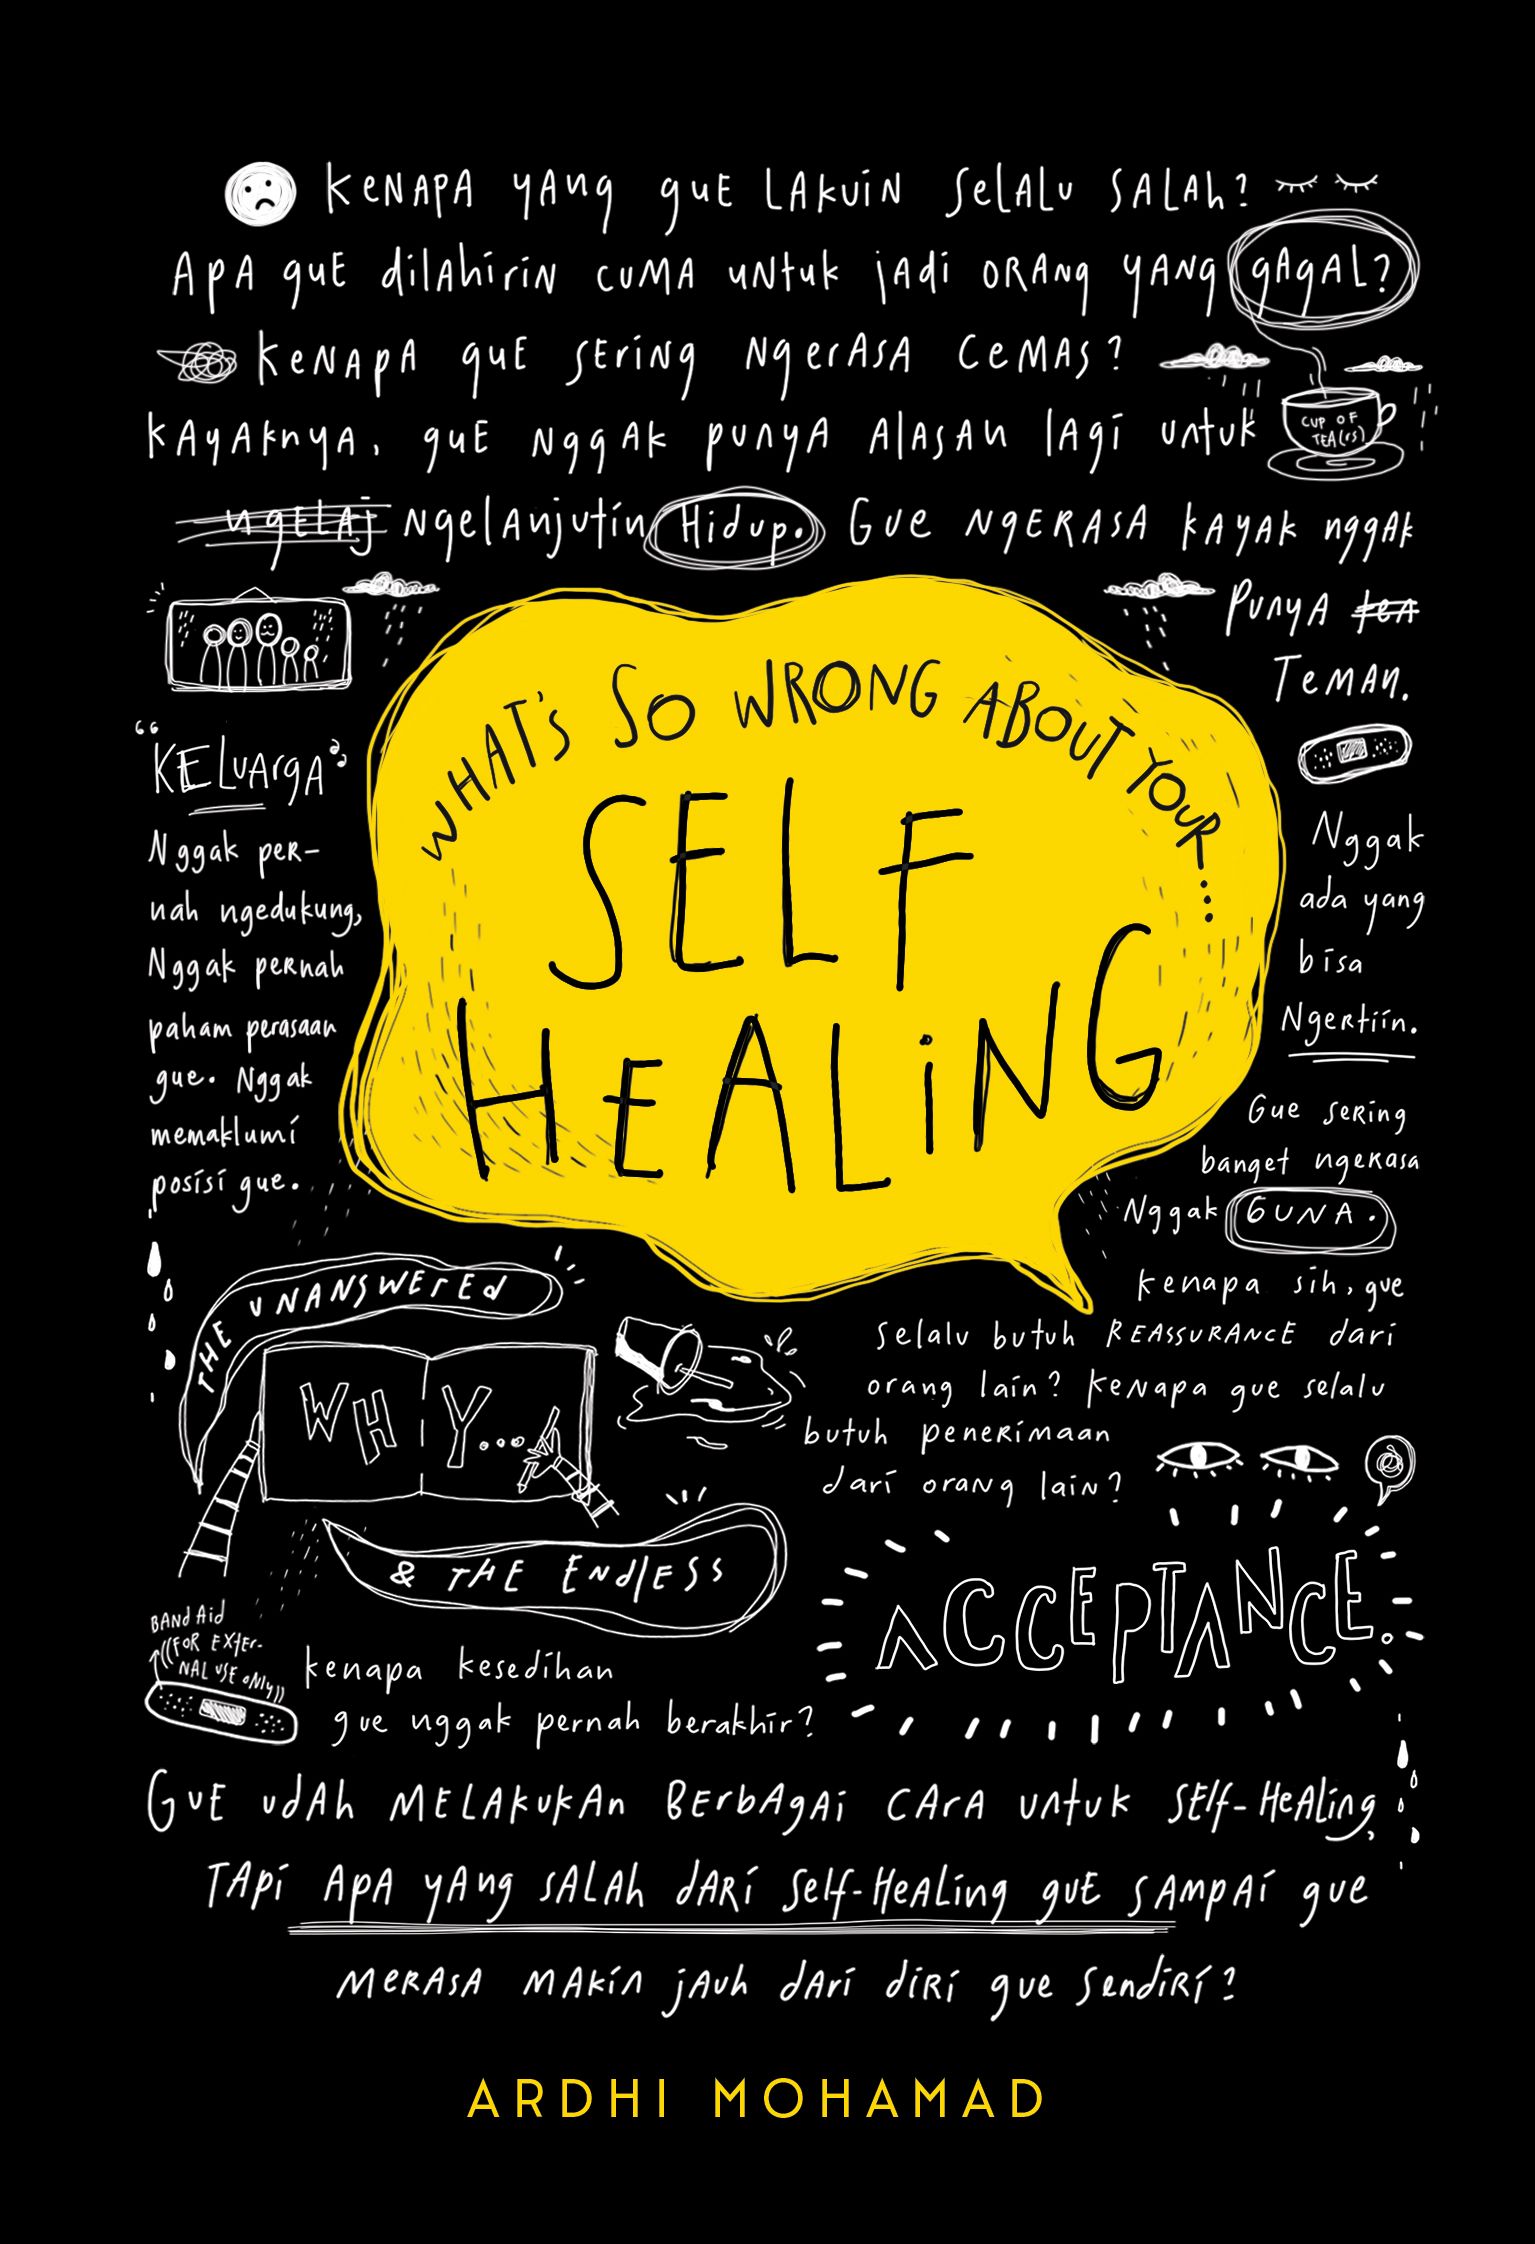 KENAPA YANG GUE LAKUIN SELALU SALAH?
APA GUE DILAHIRIN CUMA UNTUK JADI ORANG YANG GAGAL?
KENAPA GUE SERING NGERASA CEMAS?
KAYAKNYA, GUE NGGAK PUNYA ALASAN LAGI UNTUK
CUP OF
TEA(rs)
NGELAJ NGELANJUTIN HIDUP. GUE NGERASA KAYAK NGGAK
PUNYA TEA
TEMAN.
WHAT'S SO WRONG ABOUT YOUR...
SELF
HEALING
"KELUARGA"
Nggak per-
nah ngedukung,
Nggak pernah
paham perasaan
gue. Nggak
memaklumi
posisi gue.
Nggak
ada yang
bisa
Ngertiin.
Gue sering
banget ngerasa
Nggak GUNA.
kenapa sih, gue
selalu butuh REASSURANCE dari
orang lain? Kenapa gue selalu
butuh penerimaan
dari orang lain?
THE UNANSWERED
WHY...
& THE ENDLESS
ACCEPTANCE.
BAND AID
((FOR EXTER-
NAL USE ONLY))
kenapa kesedihan
gue nggak pernah berakhir?
GUE UDAH MELAKUKAN BERBAGAI CARA UNTUK SELF-HEALING,
TAPI APA YANG SALAH DARI SELF-HEALING GUE SAMPAI GUE
MERASA MAKIN JAUH DARI DIRI GUE SENDIRI?
ARDHI MOHAMAD